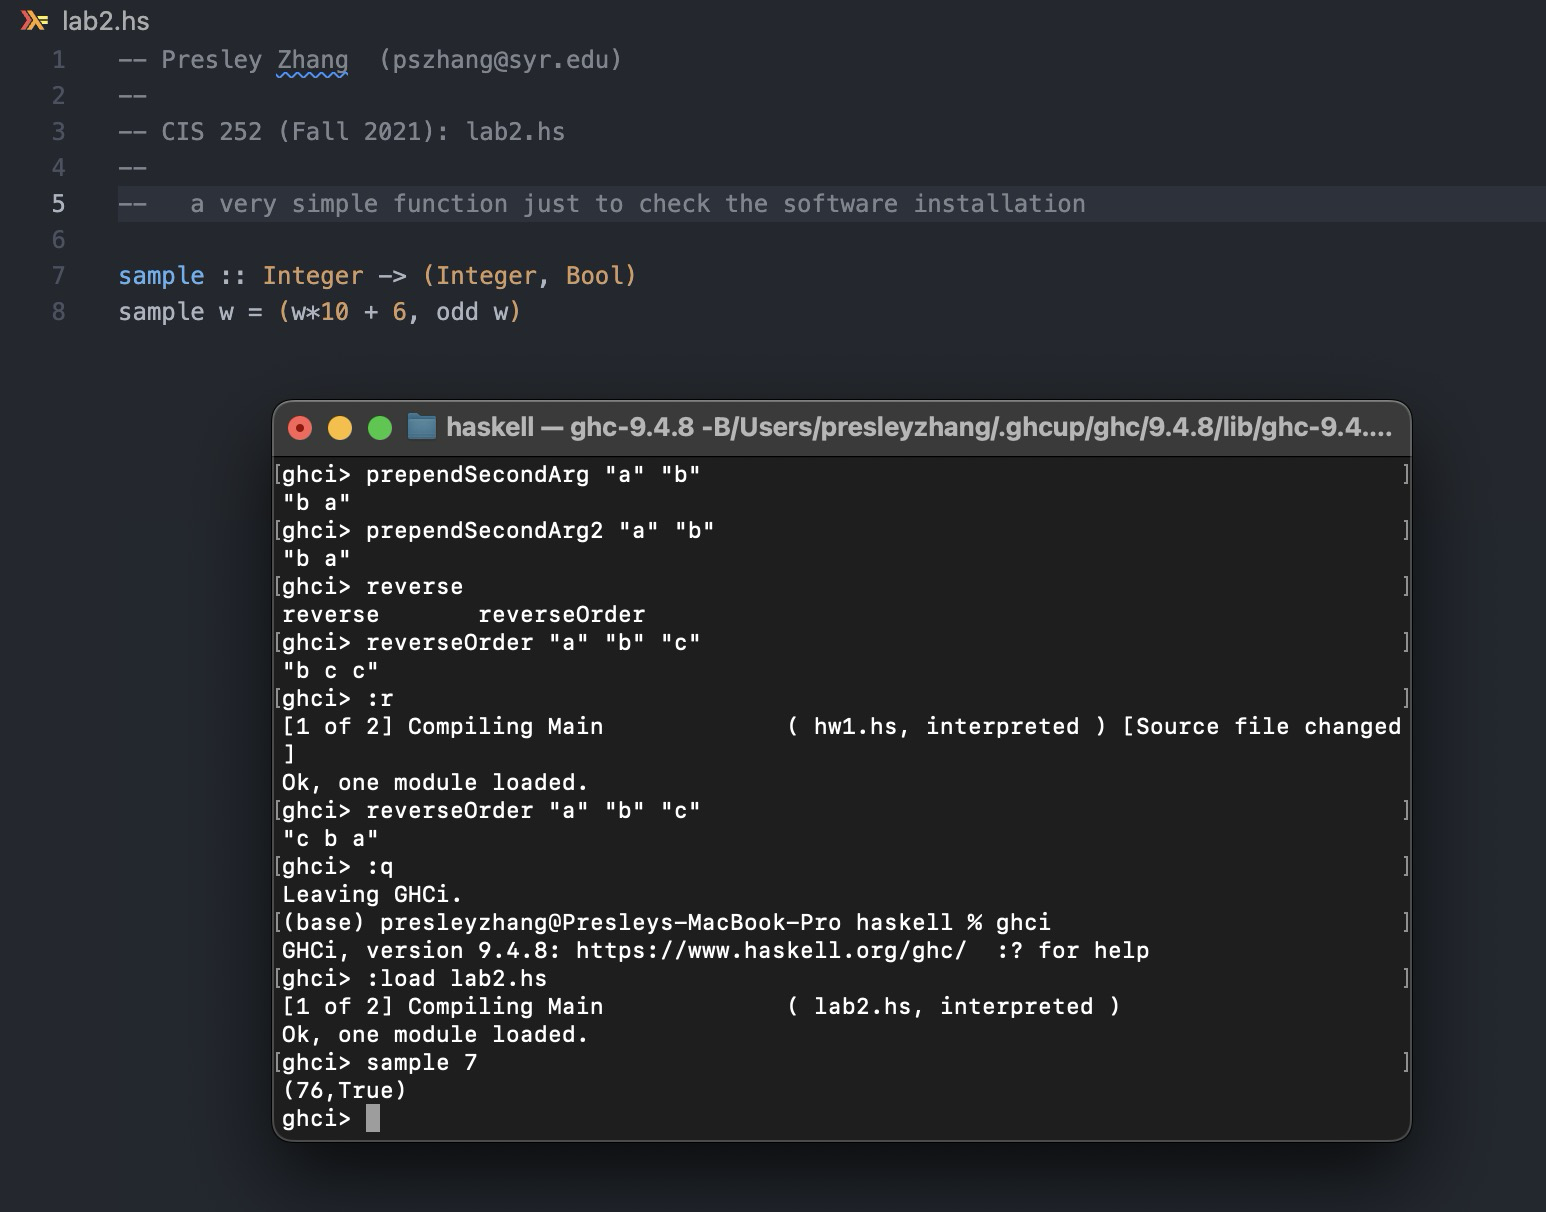 lab2.hs
1 -- Presley Zhang  (pszhang@syr.edu)
2 --
3 -- CIS 252 (Fall 2021): lab2.hs
4 --
5 --   a very simple function just to check the software installation
6
7 sample :: Integer -> (Integer, Bool)
8 sample w = (w*10 + 6, odd w)
haskell — ghc-9.4.8 -B/Users/presleyzhang/.ghcup/ghc/9.4.8/lib/ghc-9.4....
[ghci> prependSecondArg "a" "b" ]
"b a"
[ghci> prependSecondArg2 "a" "b" ]
"b a"
[ghci> reverse ]
reverse       reverseOrder
[ghci> reverseOrder "a" "b" "c" ]
"b c c"
[ghci> :r ]
[1 of 2] Compiling Main             ( hw1.hs, interpreted ) [Source file changed
]
Ok, one module loaded.
[ghci> reverseOrder "a" "b" "c" ]
"c b a"
[ghci> :q ]
Leaving GHCi.
[(base) presleyzhang@Presleys-MacBook-Pro haskell % ghci ]
GHCi, version 9.4.8: https://www.haskell.org/ghc/  :? for help
[ghci> :load lab2.hs ]
[1 of 2] Compiling Main             ( lab2.hs, interpreted )
Ok, one module loaded.
[ghci> sample 7 ]
(76,True)
ghci>